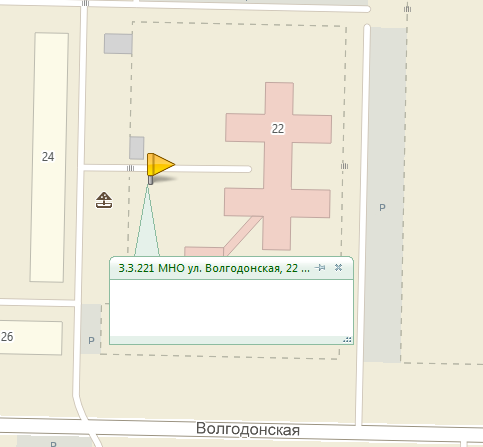 22
24
P
3.3.221 МНО ул. Волгодонская, 22 ...
26
P
Волгодонская
P